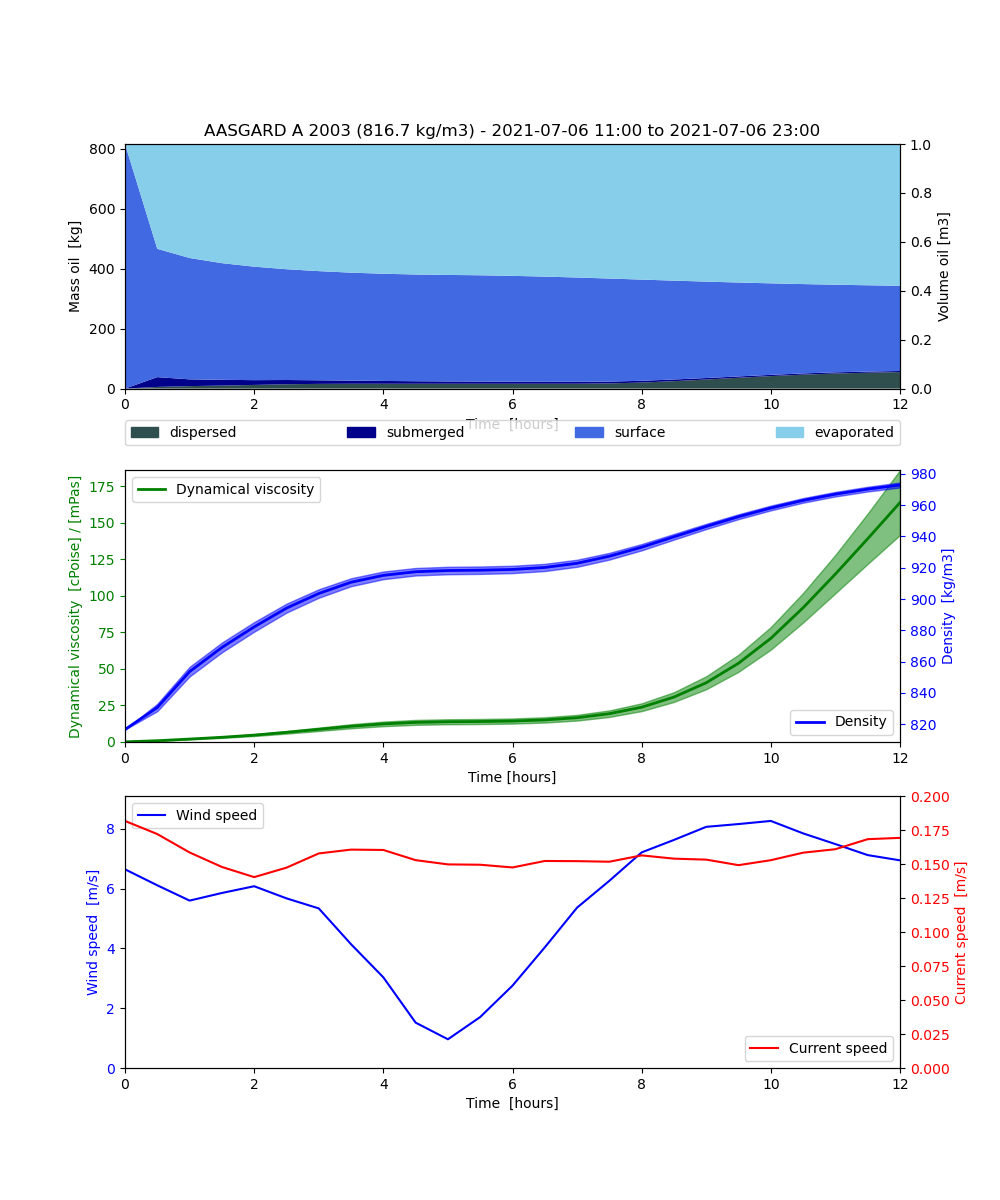 AASGARD A 2003 (816.7 kg/m3) - 2021-07-06 11:00 to 2021-07-06 23:00
Mass oil [kg]
800
600
400
200
0
Volume oil [m3]
1.0
0.8
0.6
0.4
0.2
0.0
0 2 4 6 8 10 12
Time [hours]
dispersed submerged surface evaporated
Dynamical viscosity [cPoise] / [mPas]
175
150
125
100
75
50
25
0
Dynamical viscosity
Density [kg/m3]
980
960
940
920
900
880
860
840
820
Density
0 2 4 6 8 10 12
Time [hours]
Wind speed [m/s]
8
6
4
2
0
Wind speed
Current speed [m/s]
0.200
0.175
0.150
0.125
0.100
0.075
0.050
0.025
0.000
Current speed
0 2 4 6 8 10 12
Time [hours]